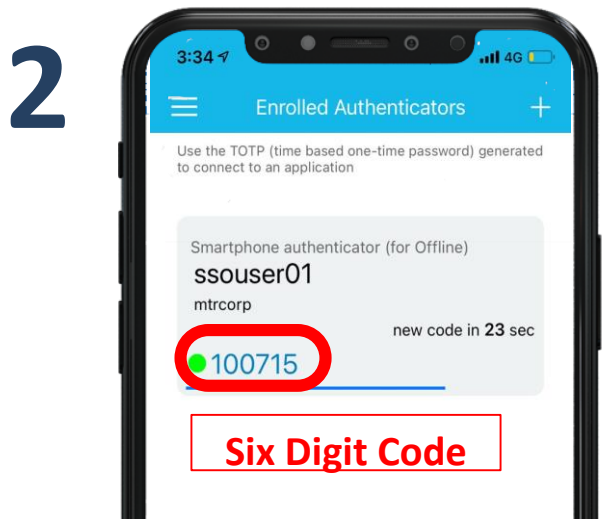 2
3:34
4G
Enrolled Authenticators
Use the TOTP (time based one-time password) generated
to connect to an application
Smartphone authenticator (for Offline)
ssouser01
mtrcorp
new code in 23 sec
100715
Six Digit Code